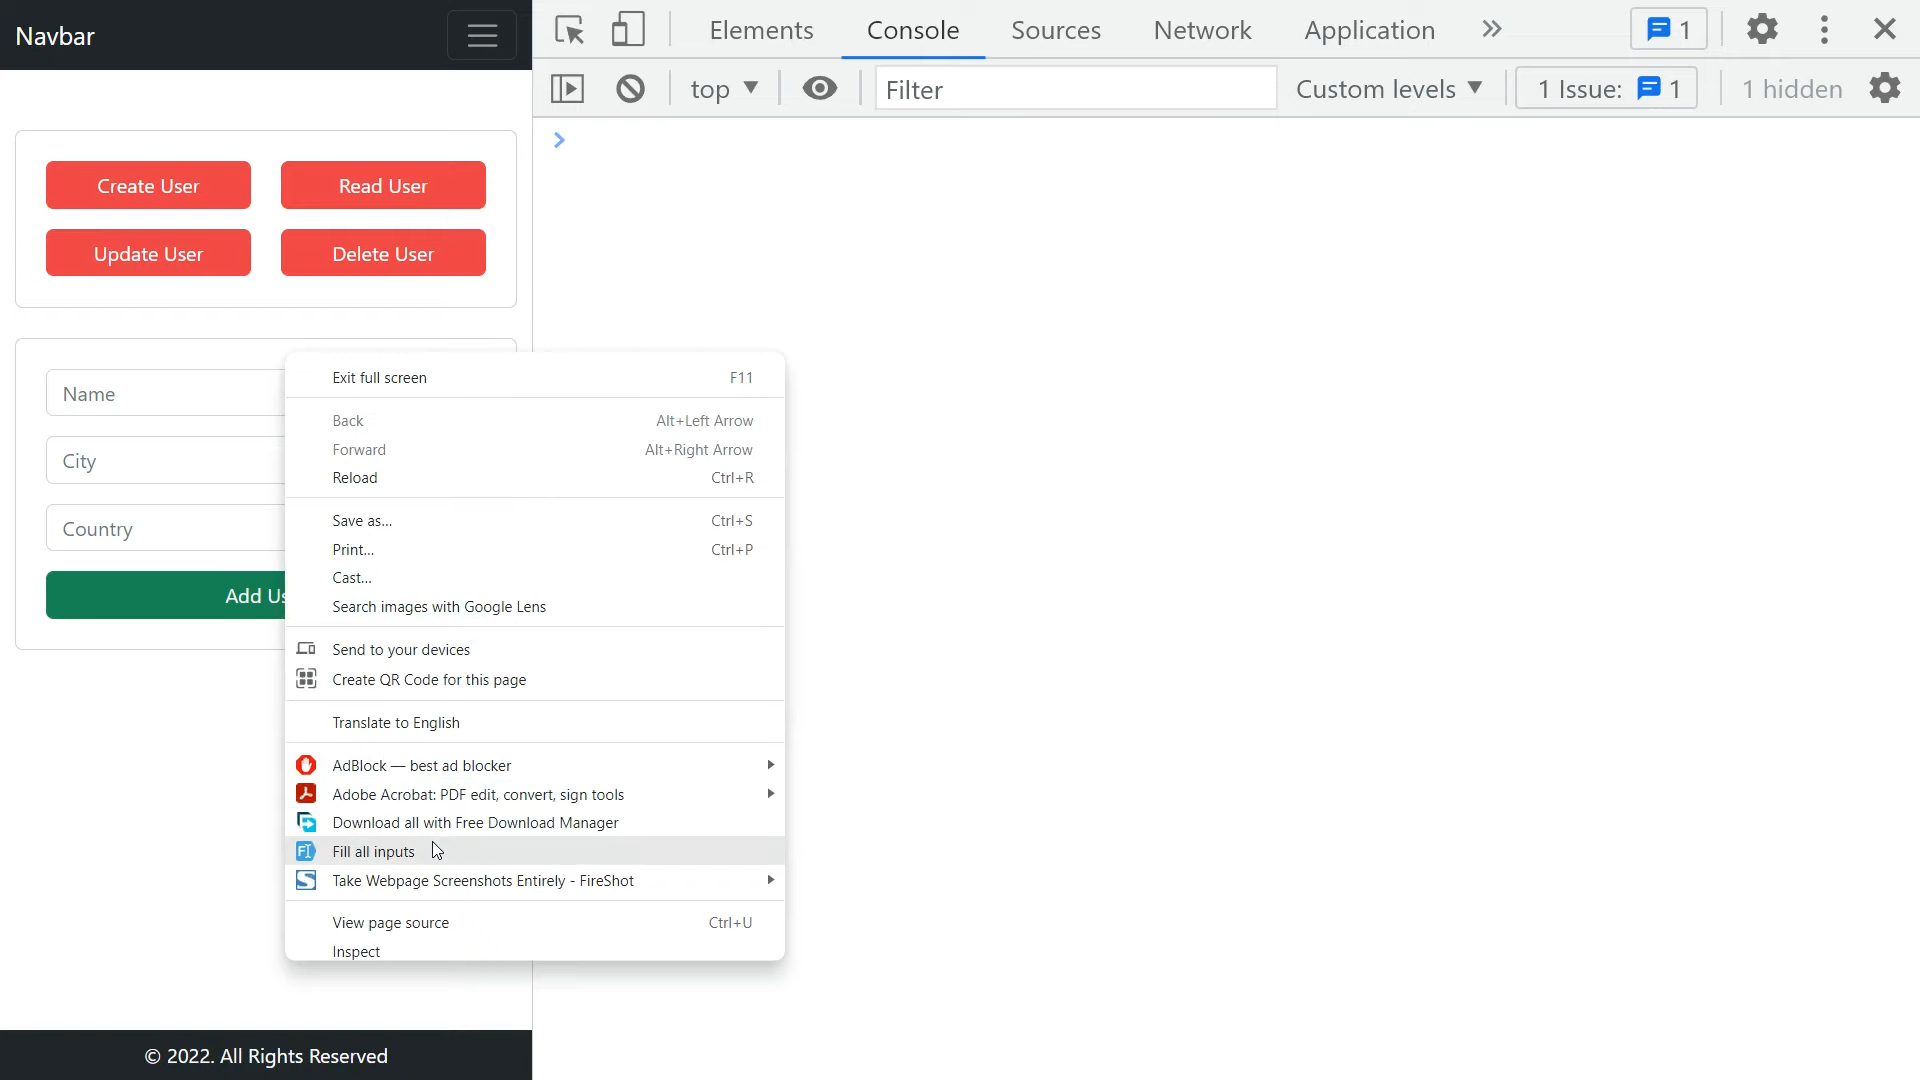 Navbar
Elements
Console
Sources
Network
Application
1
top
Filter
Custom levels
1 Issue: 1
1 hidden
Create User
Read User
Update User
Delete User
Name
City
Country
Add Us
Exit full screen F11
Back Alt+Left Arrow
Forward Alt+Right Arrow
Reload Ctrl+R
Save as... Ctrl+S
Print... Ctrl+P
Cast...
Search images with Google Lens
Send to your devices
Create QR Code for this page
Translate to English
AdBlock — best ad blocker
Adobe Acrobat: PDF edit, convert, sign tools
Download all with Free Download Manager
Fill all inputs
Take Webpage Screenshots Entirely - FireShot
View page source Ctrl+U
Inspect
© 2022. All Rights Reserved